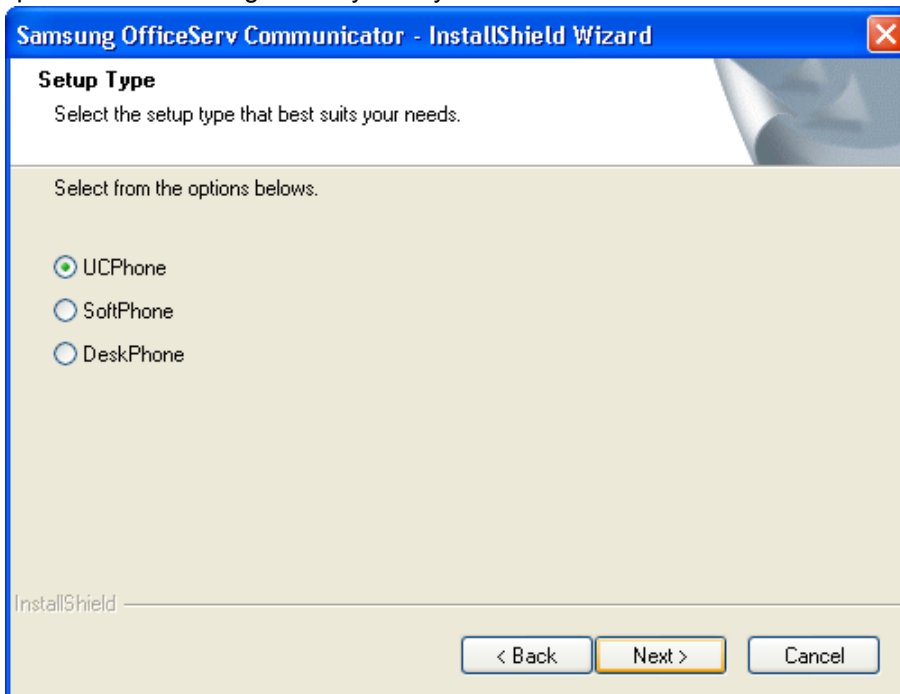 Samsung OfficeServ Communicator - InstallShield Wizard
Setup Type
Select the setup type that best suits your needs.
Select from the options belows.
UCPhone
SoftPhone
DeskPhone
InstallShield
< Back Next > Cancel